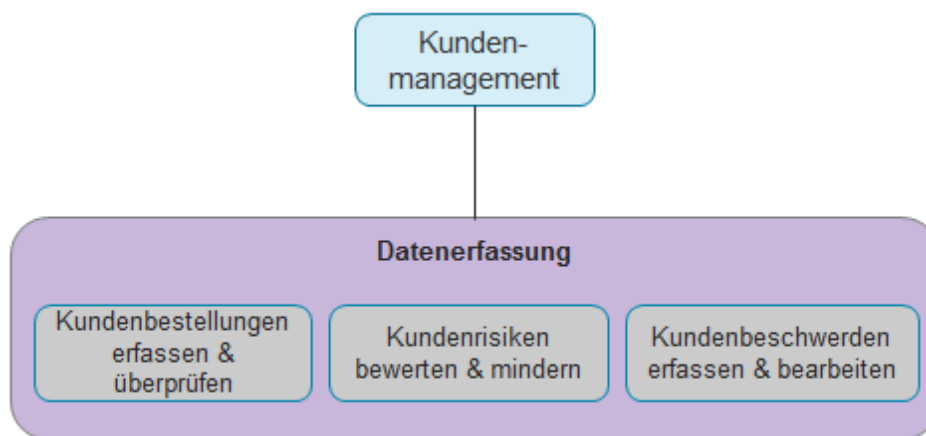 Kunden-
management
Datenerfassung
Kundenbestellungen
erfassen &
überprüfen
Kundenrisiken
bewerten & mindern
Kundenbeschwerden
erfassen & bearbeiten